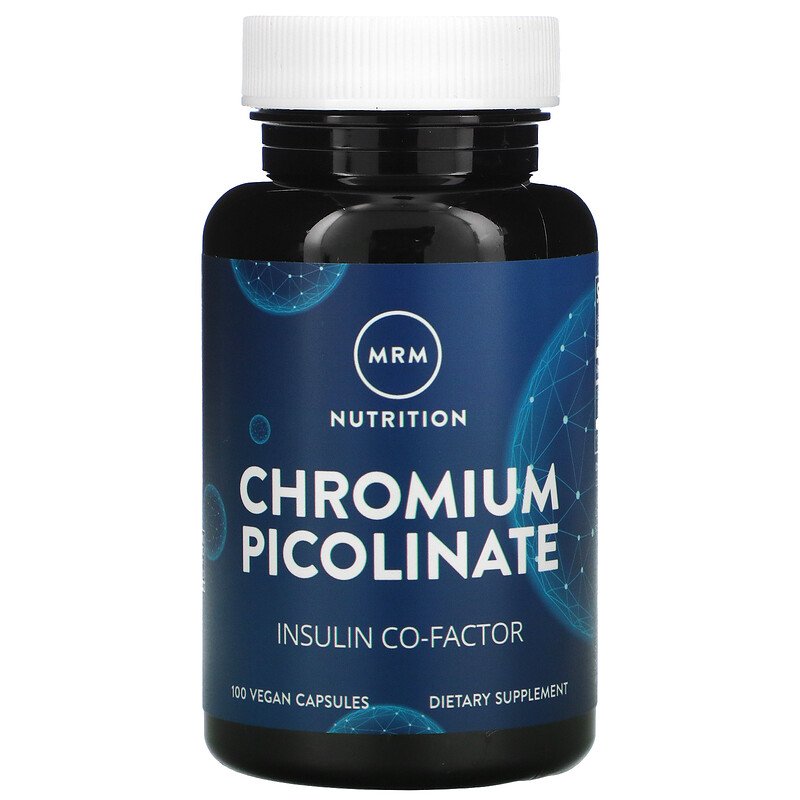 MRM
NUTRITION
CHROMIUM
PICOLINATE
INSULIN CO-FACTOR
100 VEGAN CAPSULES DIETARY SUPPLEMENT